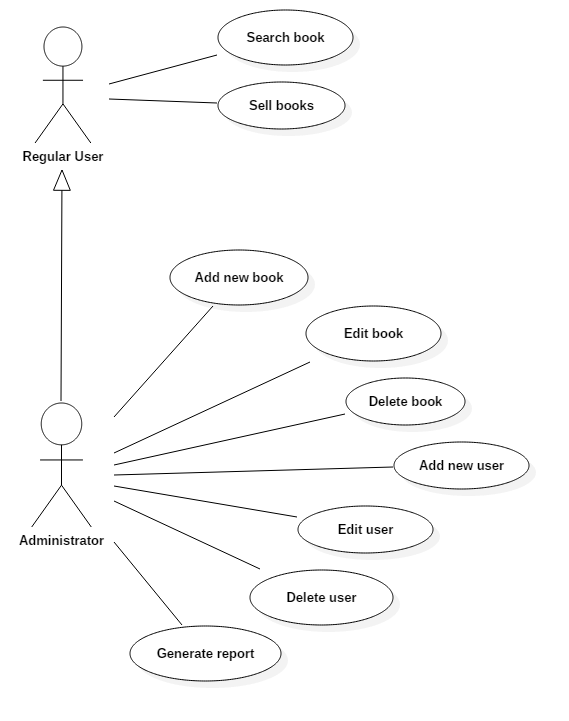 Search book
Sell books
Regular User
Add new book
Edit book
Delete book
Add new user
Edit user
Administrator
Delete user
Generate report